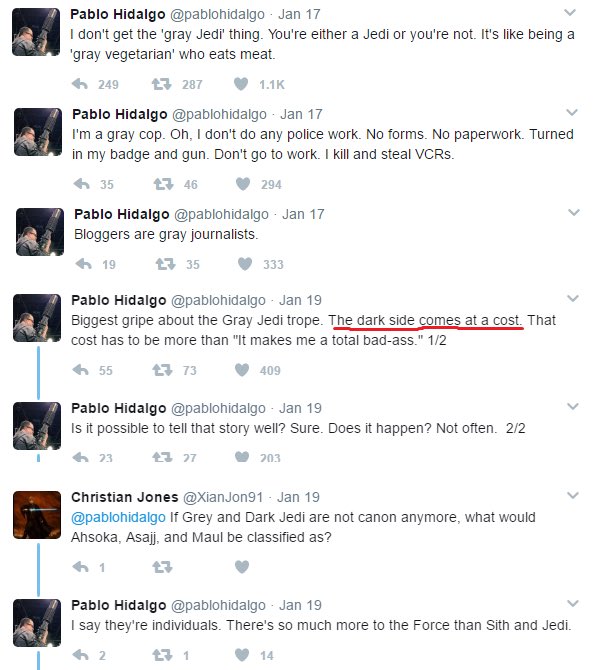 Pablo Hidalgo @pablohidalgo · Jan 17
I don't get the 'gray Jedi' thing. You're either a Jedi or you're not. It's like being a
'gray vegetarian' who eats meat.
249 287 1.1K
Pablo Hidalgo @pablohidalgo · Jan 17
I'm a gray cop. Oh, I don't do any police work. No forms. No paperwork. Turned
in my badge and gun. Don't go to work. I kill and steal VCRs.
35 46 294
Pablo Hidalgo @pablohidalgo · Jan 17
Bloggers are gray journalists.
19 35 333
Pablo Hidalgo @pablohidalgo · Jan 19
Biggest gripe about the Gray Jedi trope. The dark side comes at a cost. That
cost has to be more than "It makes me a total bad-ass." 1/2
55 73 409
Pablo Hidalgo @pablohidalgo · Jan 19
Is it possible to tell that story well? Sure. Does it happen? Not often. 2/2
23 27 203
Christian Jones @XianJon91 · Jan 19
@pablohidalgo If Grey and Dark Jedi are not canon anymore, what would
Ahsoka, Asajj, and Maul be classified as?
1
Pablo Hidalgo @pablohidalgo · Jan 19
I say they're individuals. There's so much more to the Force than Sith and Jedi.
2 1 14